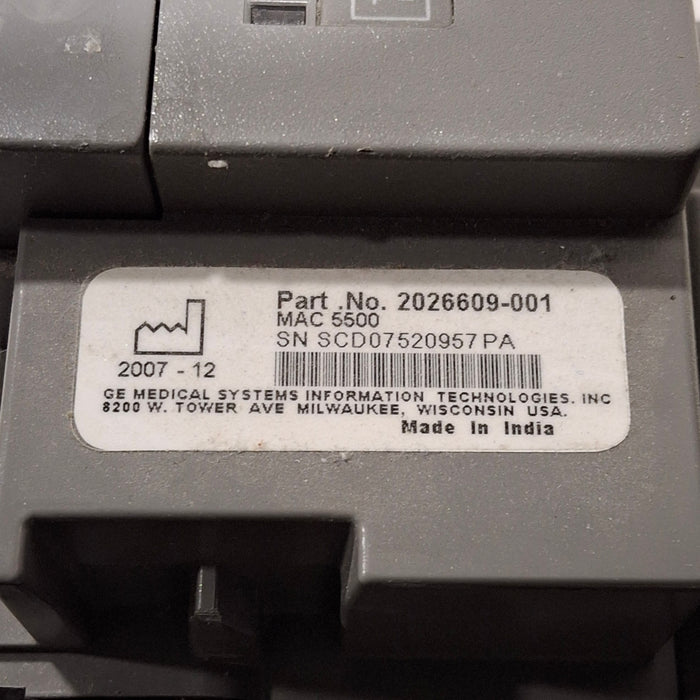 Part .No. 2026609-001
MAC 5500
SN SCD07520957PA
2007 - 12
GE MEDICAL SYSTEMS INFORMATION TECHNOLOGIES. INC
8200 W. TOWER AVE MILWAUKEE, WISCONSIN USA.
Made In India